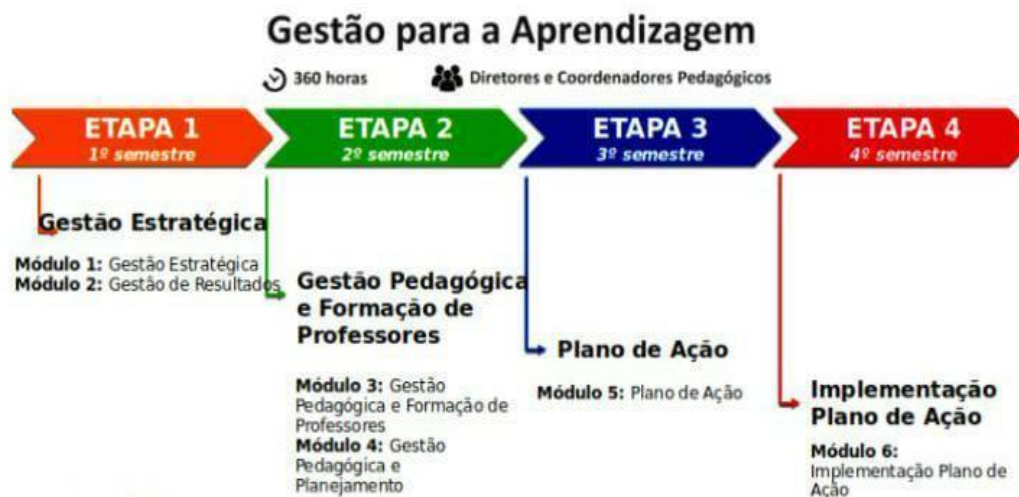 Gestão para a Aprendizagem
360 horas
Diretores e Coordenadores Pedagógicos
ETAPA 1
1º semestre
ETAPA 2
2º semestre
ETAPA 3
3º semestre
ETAPA 4
4º semestre
Gestão Estratégica
Módulo 1: Gestão Estratégica
Módulo 2: Gestão de Resultados
Gestão Pedagógica
e Formação de
Professores
Módulo 3: Gestão
Pedagógica e Formação de
Professores
Módulo 4: Gestão
Pedagógica e
Planejamento
Plano de Ação
Módulo 5: Plano de Ação
Implementação
Plano de Ação
Módulo 6:
Implementação Plano de
Ação